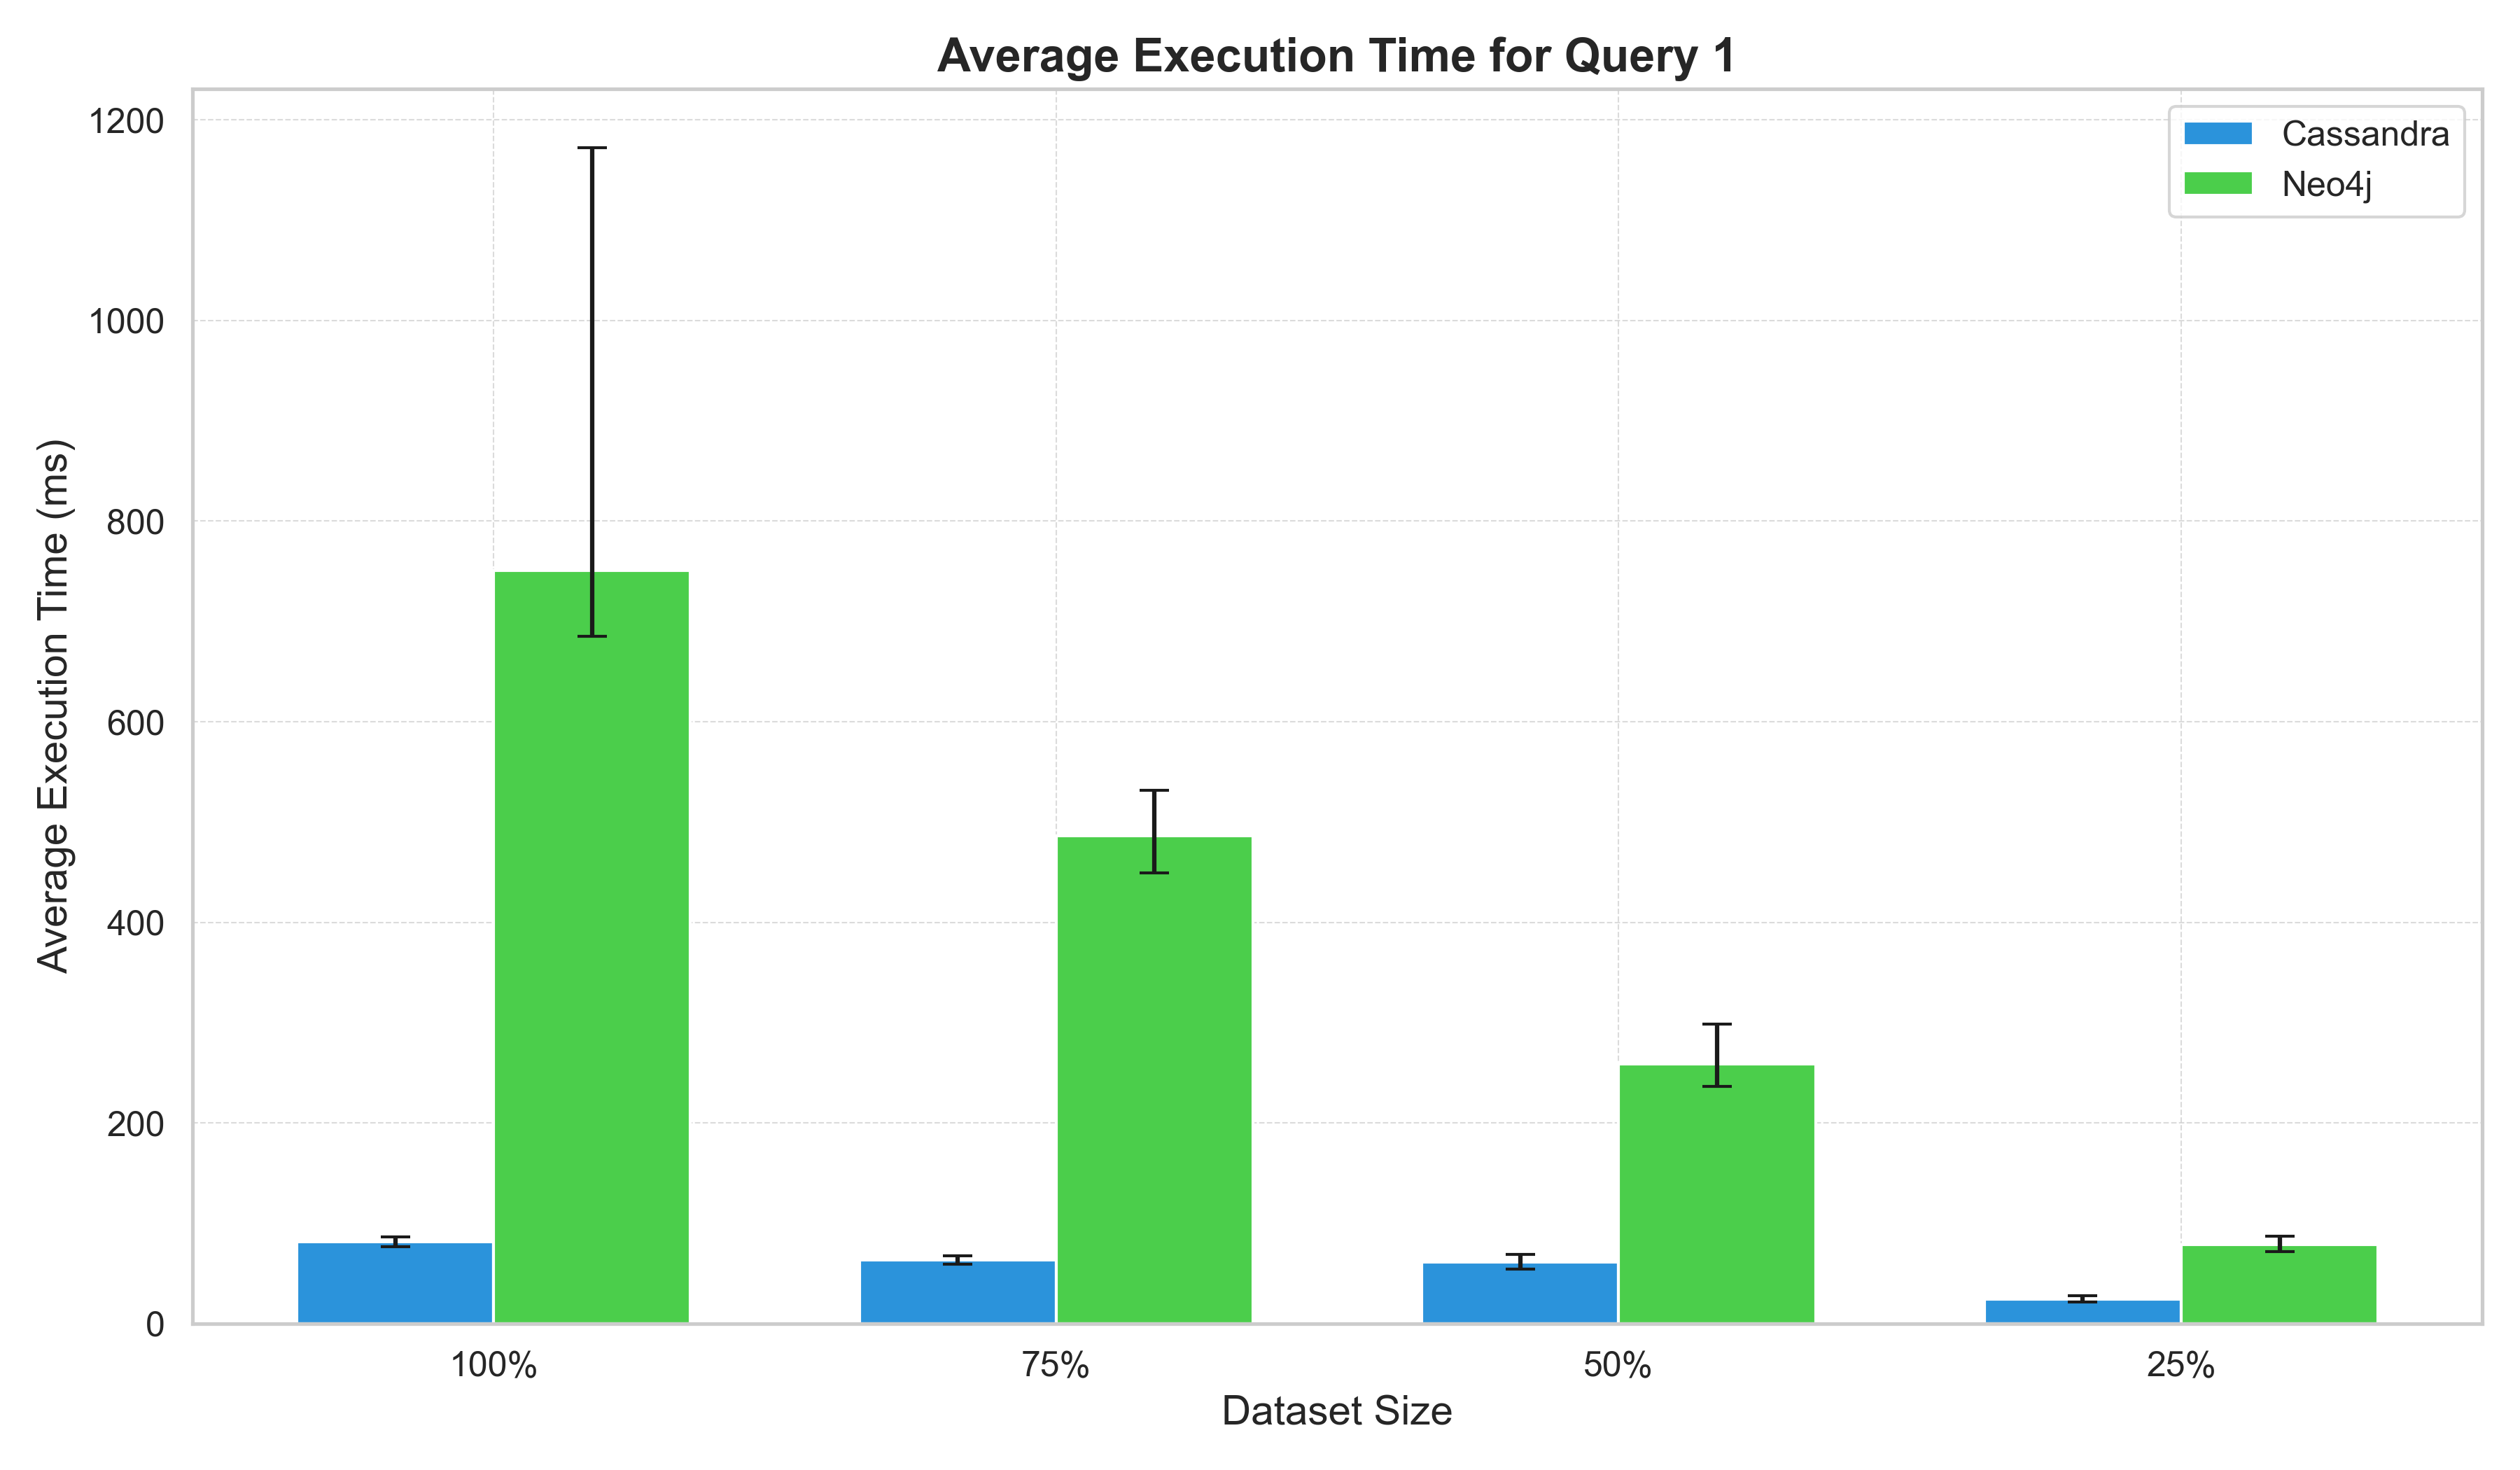 Average Execution Time for Query 1
Cassandra
Neo4j
Average Execution Time (ms)
1200
1000
800
600
400
200
0
100%
75%
50%
25%
Dataset Size